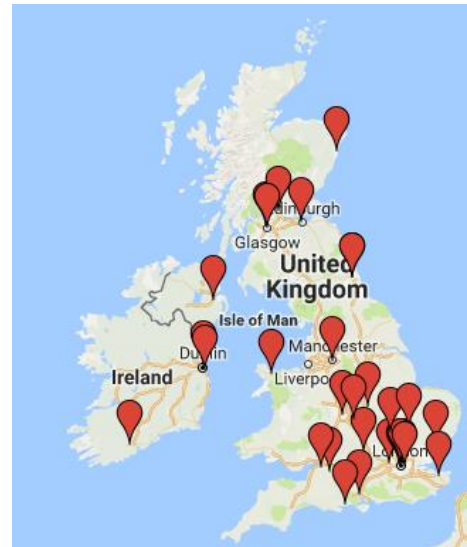 Edinburgh
Glasgow
United
Kingdom
Isle of Man
Manchester
Dublin
Liverpool
Ireland
London